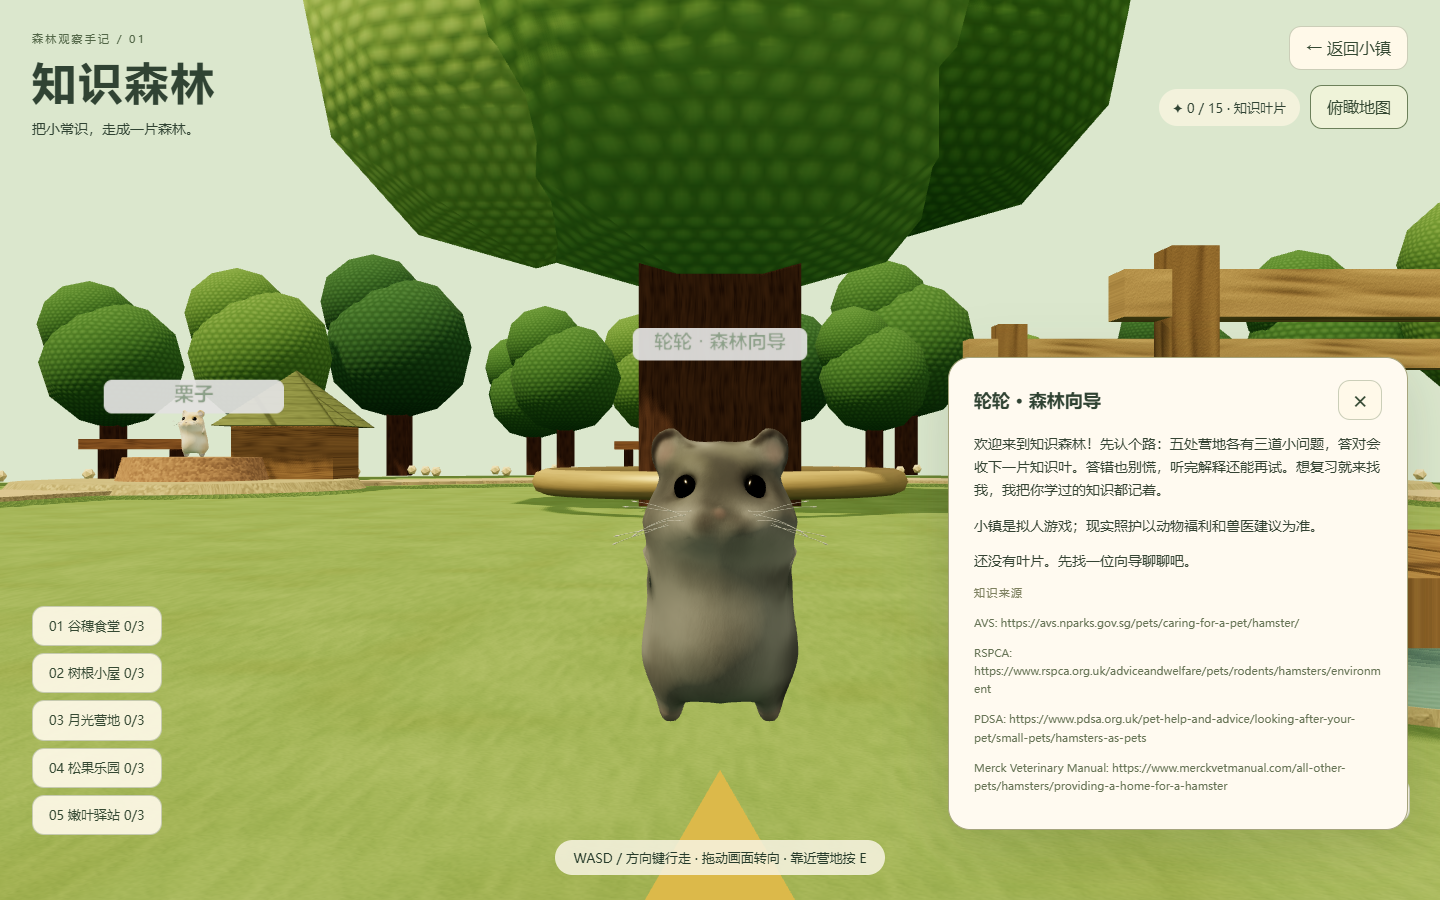 森林观察手记 / 01
知识森林
把小常识，走成一片森林。
← 返回小镇
✦ 0 / 15 · 知识叶片
俯瞰地图
轮轮 · 森林向导
栗子
轮轮 • 森林向导
×
欢迎来到知识森林！先认个路：五处营地各有三道小问题，答对会
收下一片知识叶。答错也别慌，听完解释还能再试。想复习就来找
我，我把你学过的知识都记着。
小镇是拟人游戏；现实照护以动物福利和兽医建议为准。
还没有叶片。先找一位向导聊聊吧。
知识来源
AVS: https://avs.nparks.gov.sg/pets/caring-for-a-pet/hamster/
RSPCA:
https://www.rspca.org.uk/adviceandwelfare/pets/rodents/hamsters/environm
ent
PDSA: https://www.pdsa.org.uk/pet-help-and-advice/looking-after-your-
pet/small-pets/hamsters-as-pets
Merck Veterinary Manual: https://www.merckvetmanual.com/all-other-
pets/hamsters/providing-a-home-for-a-hamster
01 谷穗食堂 0/3
02 树根小屋 0/3
03 月光营地 0/3
04 松果乐园 0/3
05 嫩叶驿站 0/3
WASD / 方向键行走 · 拖动画面转向 · 靠近营地按 E